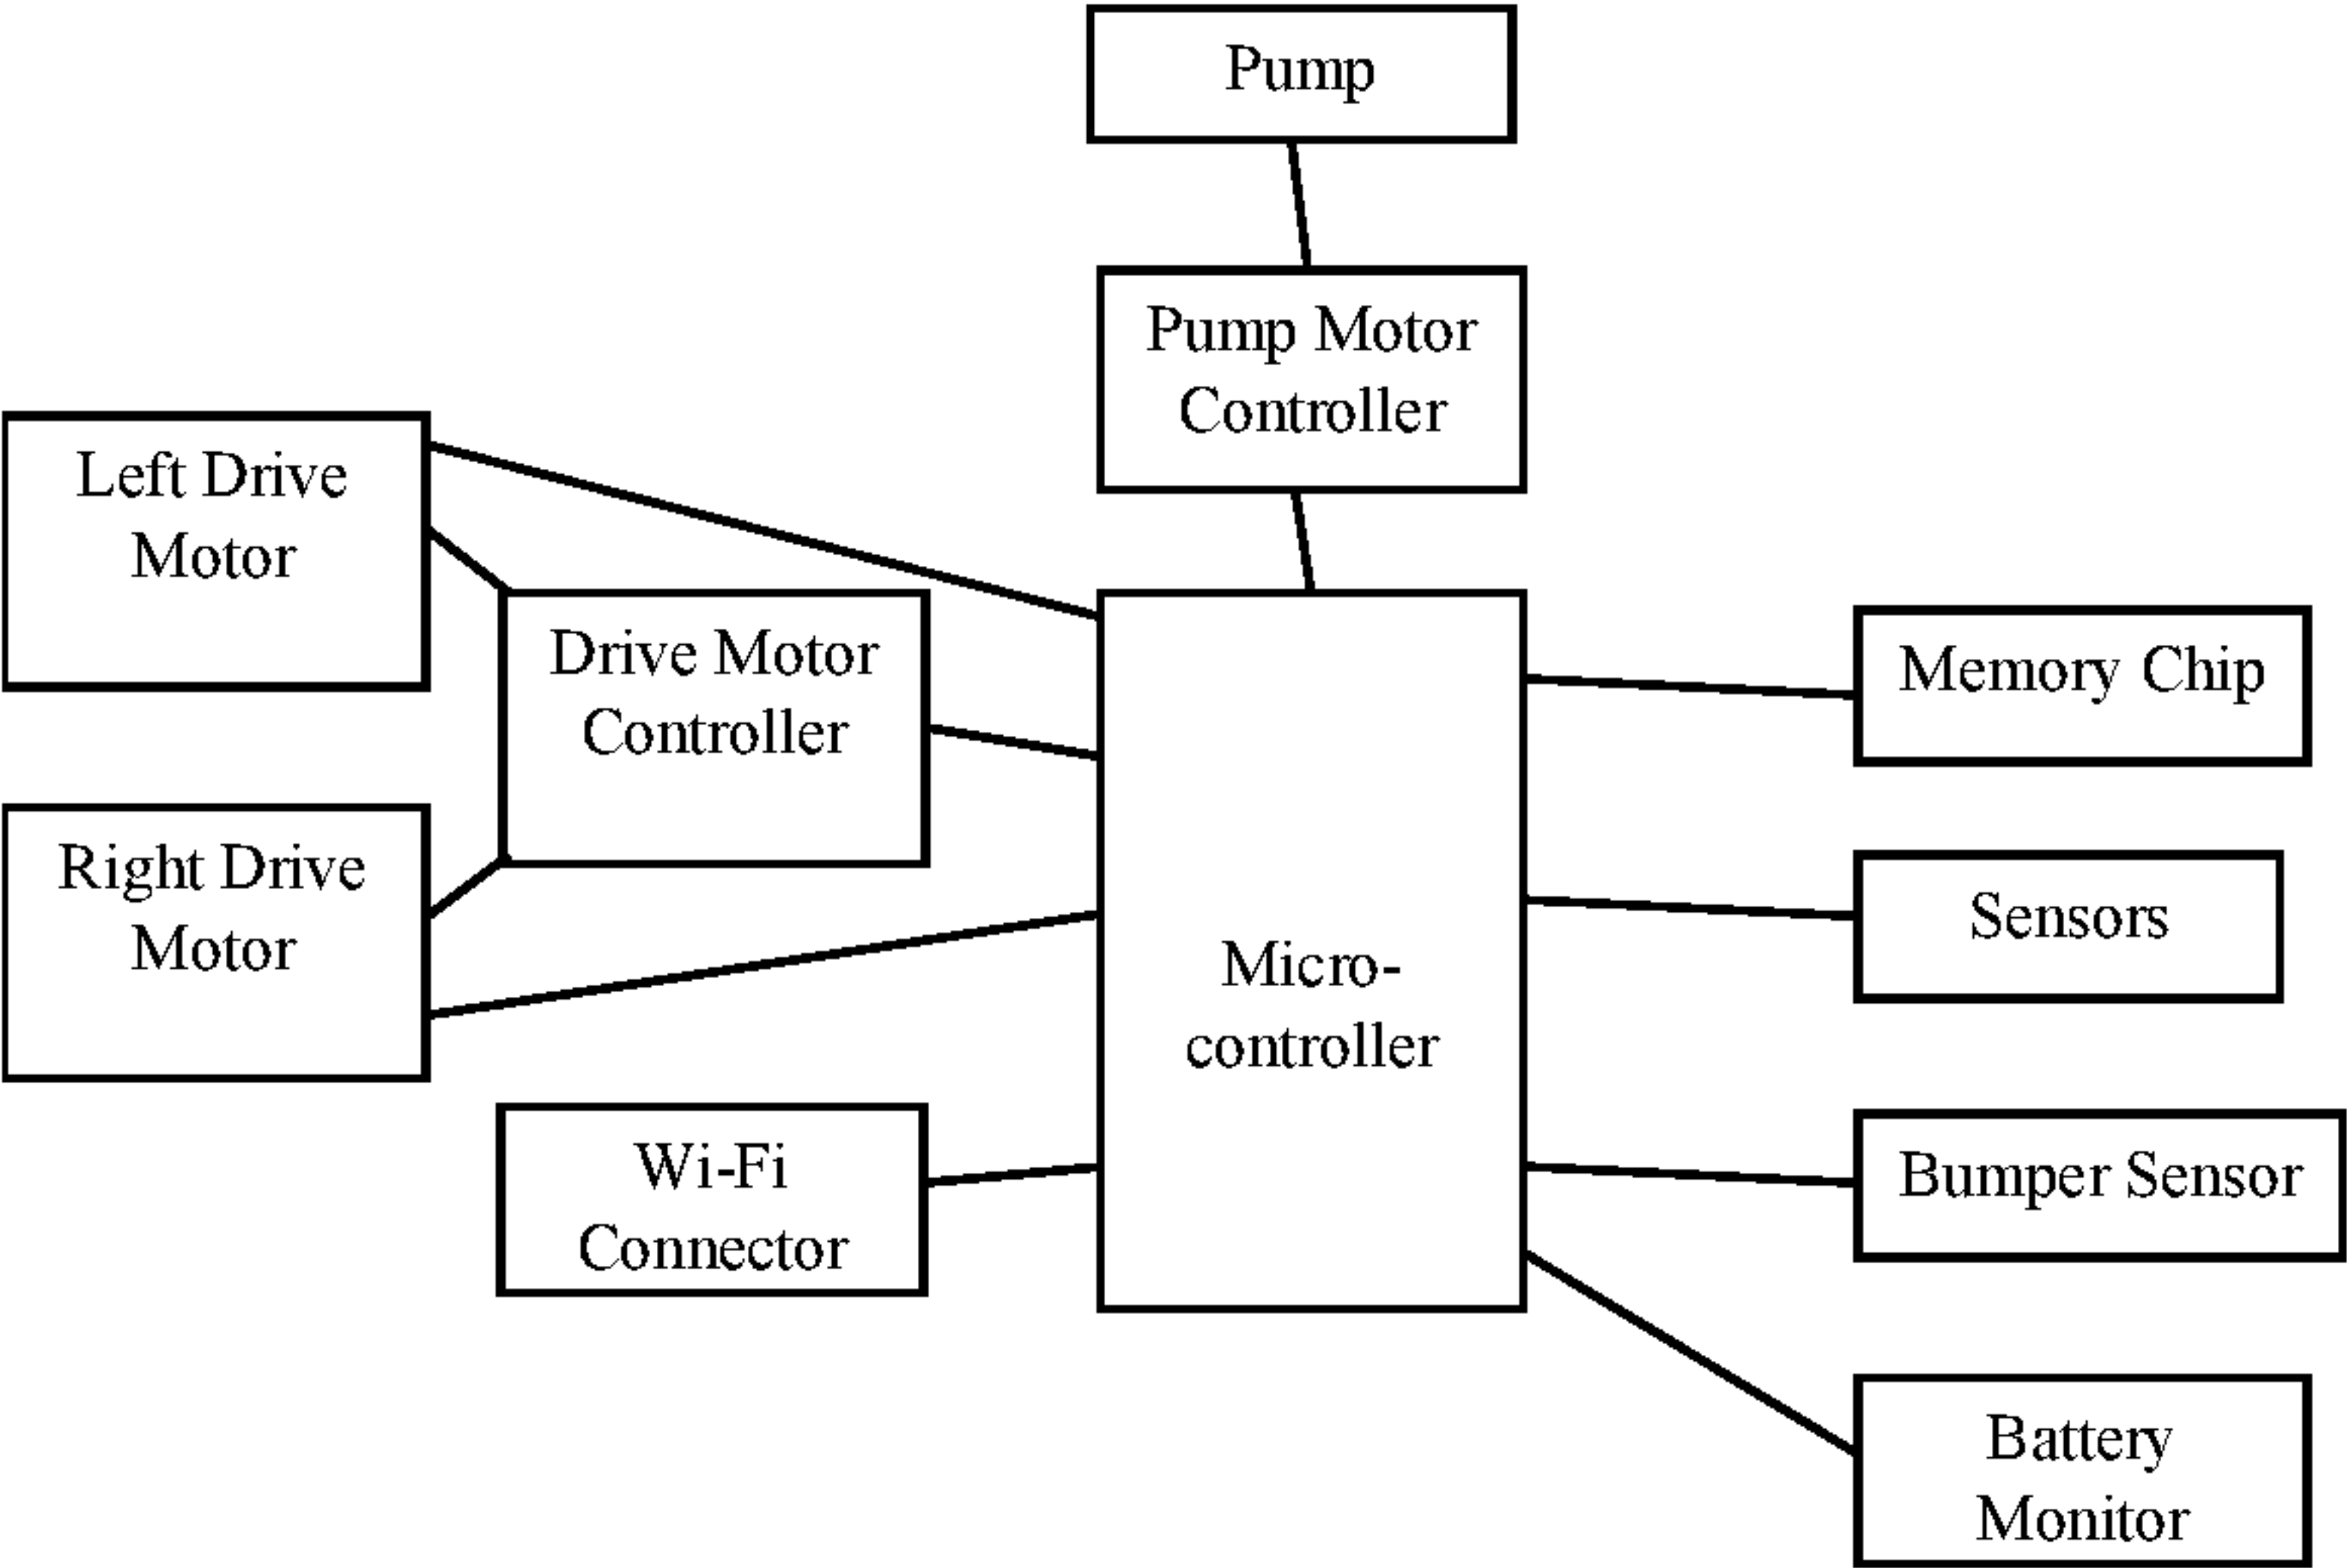 Pump
Pump Motor
Controller
Left Drive
Motor
Drive Motor
Controller
Right Drive
Motor
Wi-Fi
Connector
Micro-
controller
Memory Chip
Sensors
Bumper Sensor
Battery
Monitor